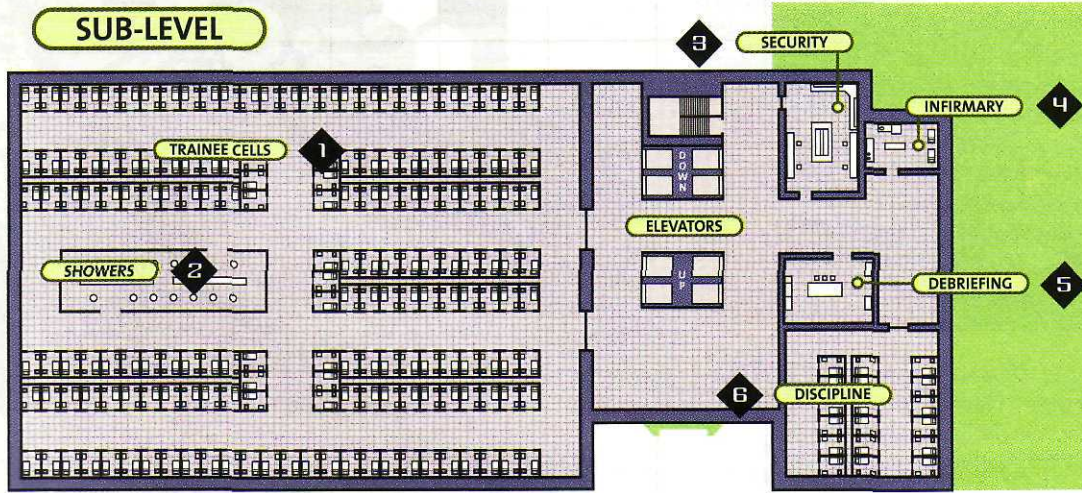 SUB-LEVEL
3 SECURITY
INFIRMARY 4
TRAINEE CELLS 1
DOWN
ELEVATORS
SHOWERS 2
UP
DEBRIEFING 5
6 DISCIPLINE